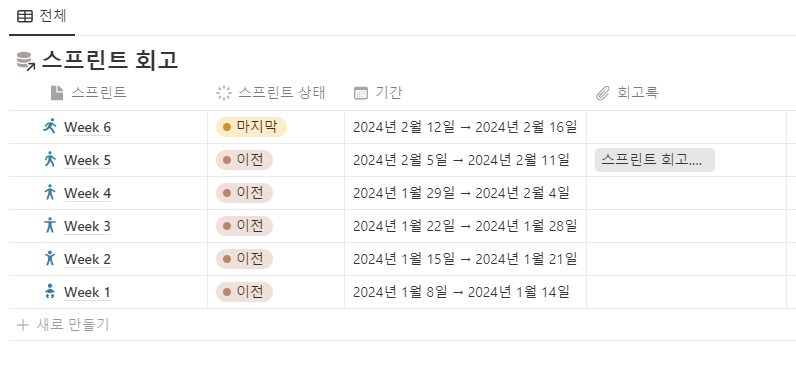 전체
스프린트 회고
스프린트 스프린트 상태 기간 회고록
Week 6 마지막 2024년 2월 12일 → 2024년 2월 16일
Week 5 이전 2024년 2월 5일 → 2024년 2월 11일 스프린트 회고....
Week 4 이전 2024년 1월 29일 → 2024년 2월 4일
Week 3 이전 2024년 1월 22일 → 2024년 1월 28일
Week 2 이전 2024년 1월 15일 → 2024년 1월 21일
Week 1 이전 2024년 1월 8일 → 2024년 1월 14일
+ 새로 만들기